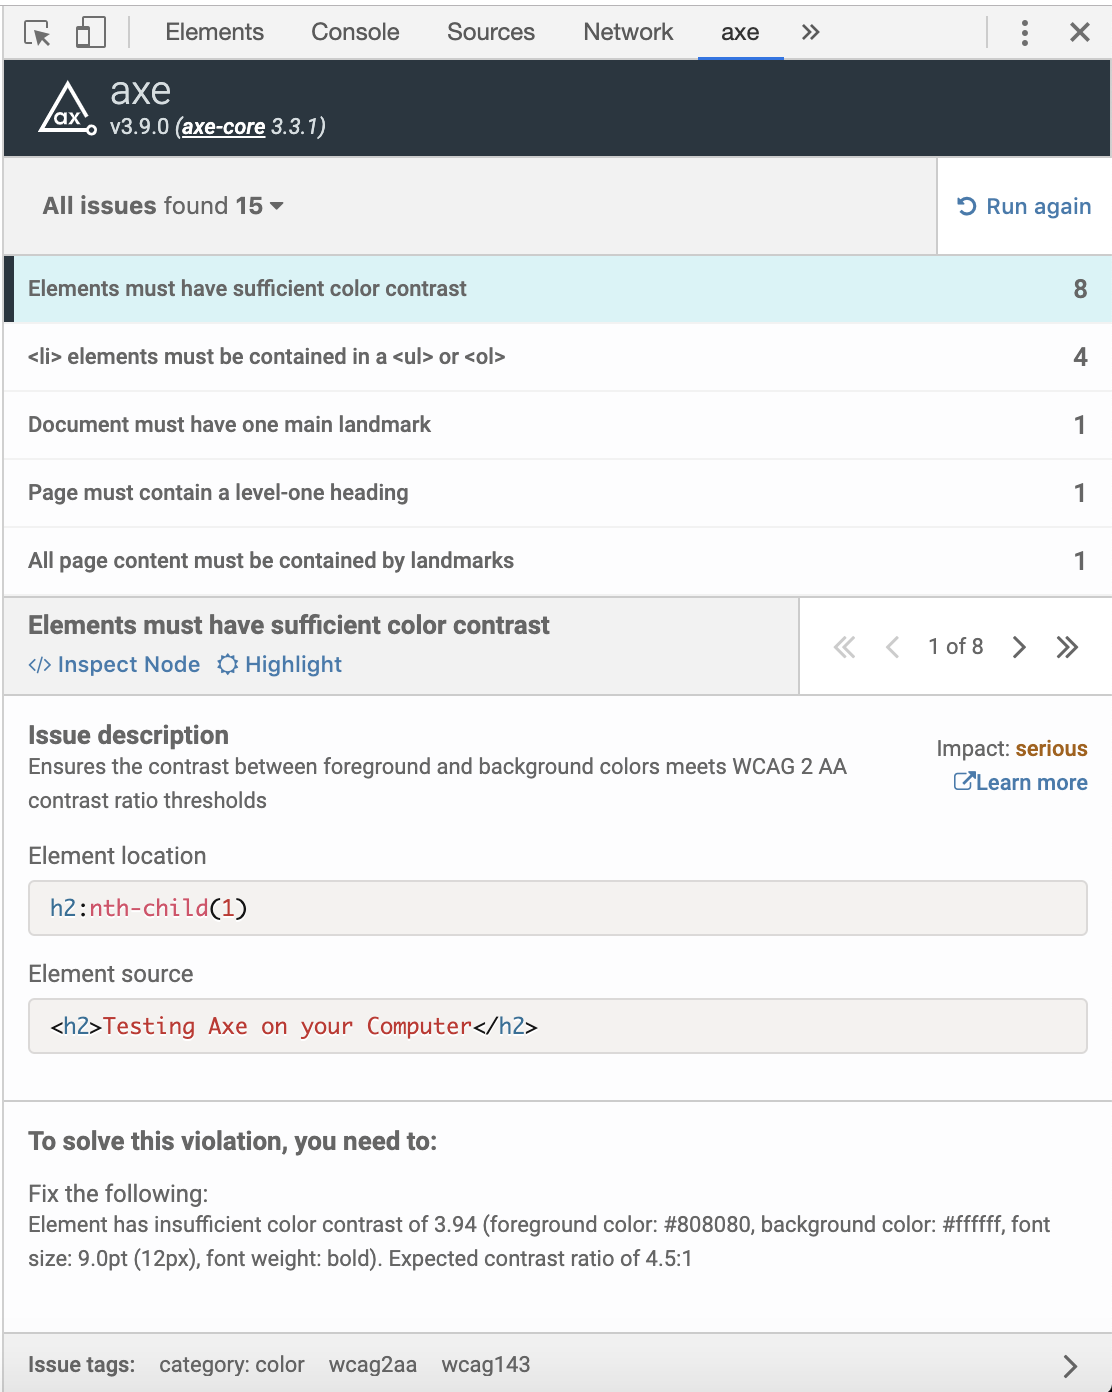 Elements Console Sources Network axe »
ax
axe
v3.9.0 (axe-core 3.3.1)
All issues found 15
Run again
Elements must have sufficient color contrast 8
<li> elements must be contained in a <ul> or <ol> 4
Document must have one main landmark 1
Page must contain a level-one heading 1
All page content must be contained by landmarks 1
Elements must have sufficient color contrast
</> Inspect Node Highlight
1 of 8
Issue description
Ensures the contrast between foreground and background colors meets WCAG 2 AA
contrast ratio thresholds
Impact: serious
Learn more
Element location
h2:nth-child(1)
Element source
<h2>Testing Axe on your Computer</h2>
To solve this violation, you need to:
Fix the following:
Element has insufficient color contrast of 3.94 (foreground color: #808080, background color: #ffffff, font
size: 9.0pt (12px), font weight: bold). Expected contrast ratio of 4.5:1
Issue tags: category: color wcag2aa wcag143